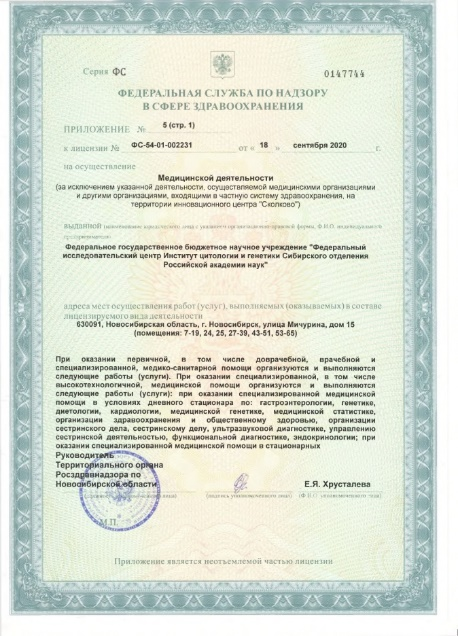 Серия ФС 0147744
ФЕДЕРАЛЬНАЯ СЛУЖБА ПО НАДЗОРУ
В СФЕРЕ ЗДРАВООХРАНЕНИЯ
ПРИЛОЖЕНИЕ № 5 (стр. 1)
к лицензии № ФС-54-01-002231 от « 18 » сентября 2020 г.
на осуществление
Медицинской деятельности
(за исключением указанной деятельности, осуществляемой медицинскими организациями
и другими организациями, входящими в частную систему здравоохранения, на
территории инновационного центра "Сколково")
выданной (наименование юридического лица с указанием организационно-правовой формы, Ф.И.О. индивидуального
предпринимателя)
Федеральное государственное бюджетное научное учреждение "Федеральный
исследовательский центр Институт цитологии и генетики Сибирского отделения
Российской академии наук"
адреса мест осуществления работ (услуг), выполняемых (оказываемых) в составе
лицензируемого вида деятельности
630091, Новосибирская область, г. Новосибирск, улица Мичурина, дом 15
(помещения: 7-19, 24, 25, 27-39, 43-51, 53-65)
При оказании первичной, в том числе доврачебной, врачебной и
специализированной, медико-санитарной помощи организуются и выполняются
следующие работы (услуги). При оказании специализированной, в том числе
высокотехнологичной, медицинской помощи организуются и выполняются
следующие работы (услуги): при оказании специализированной медицинской
помощи в условиях дневного стационара по: гастроэнтерологии, генетике,
диетологии, кардиологии, медицинской генетике, медицинской статистике,
организации здравоохранения и общественному здоровью, организации
сестринского дела, сестринскому делу, ультразвуковой диагностике, управлению
сестринской деятельностью, функциональной диагностике, эндокринологии; при
оказании специализированной медицинской помощи в стационарных
Руководитель
Территориального органа
Росздравнадзора по
Новосибирской области Е.Я. Хрусталева
(подпись уполномоченного лица) (Ф.И.О. уполномоченного лица)
М.П.
Приложение является неотъемлемой частью лицензии